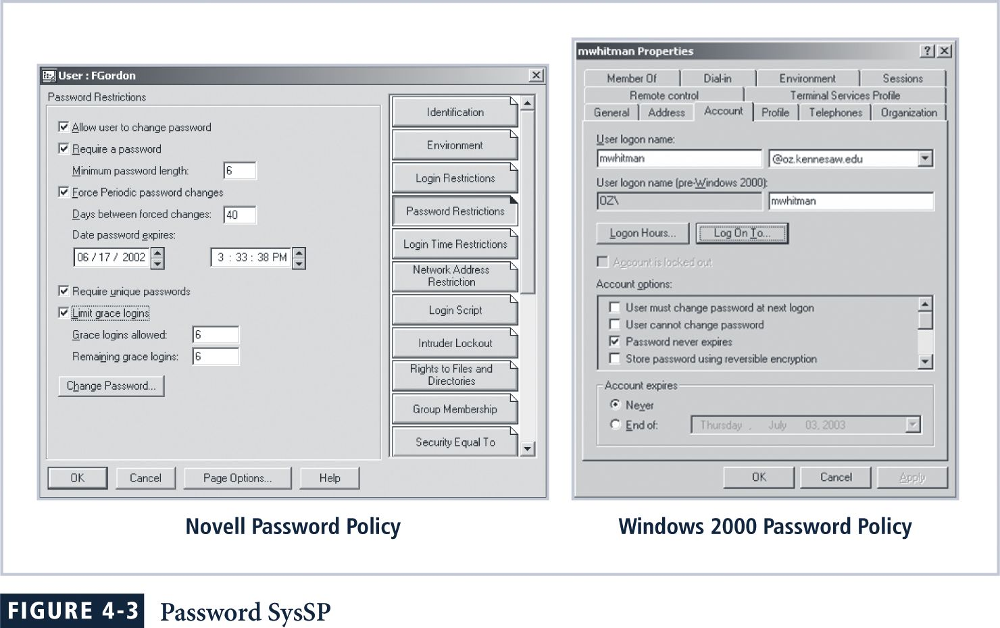 User : FGordon
Password Restrictions
Allow user to change password
Require a password
Minimum password length: 6
Force Periodic password changes
Days between forced changes: 40
Date password expires:
06 / 17 / 2002 3 : 33 : 38 PM
Require unique passwords
Limit grace logins
Grace logins allowed: 6
Remaining grace logins: 6
Change Password...
Identification
Environment
Login Restrictions
Password Restrictions
Login Time Restrictions
Network Address
Restriction
Login Script
Intruder Lockout
Rights to Files and
Directories
Group Membership
Security Equal To
OK Cancel Page Options... Help
Novell Password Policy
mwhitman Properties
Member Of Dial-in Environment Sessions
Remote control Terminal Services Profile
General Address Account Profile Telephones Organization
User logon name:
mwhitman @oz.kennesaw.edu
User logon name (pre-Windows 2000):
OZ\ mwhitman
Logon Hours... Log On To...
Account is locked out
Account options:
User must change password at next logon
User cannot change password
Password never expires
Store password using reversible encryption
Account expires
Never
End of: Thursday , July 03, 2003
OK Cancel Apply
Windows 2000 Password Policy
FIGURE 4-3 Password SysSP